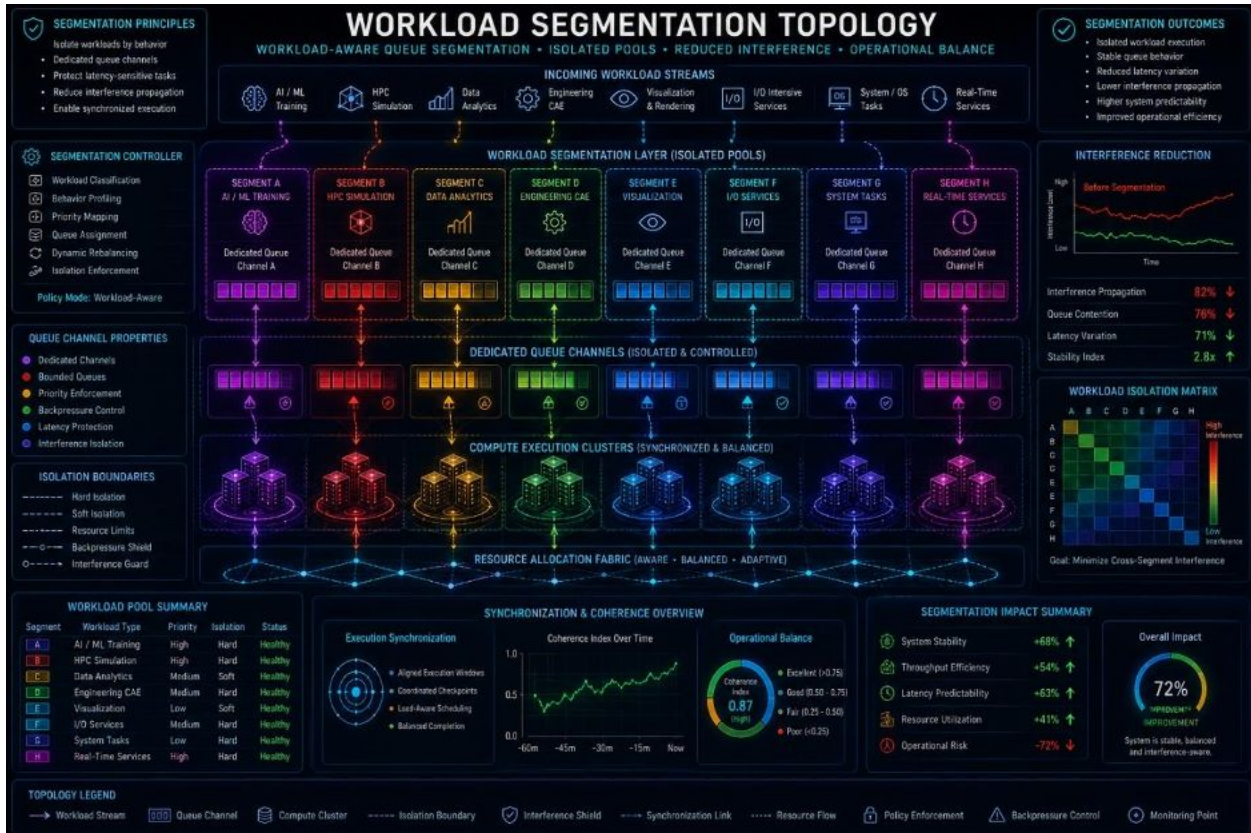 WORKLOAD SEGMENTATION TOPOLOGY
WORKLOAD-AWARE QUEUE SEGMENTATION • ISOLATED POOLS • REDUCED INTERFERENCE • OPERATIONAL BALANCE
SEGMENTATION PRINCIPLES
Isolate workloads by behavior
• Dedicated queue channels
• Protect latency-sensitive tasks
• Reduce interference propagation
• Enable synchronized execution
SEGMENTATION OUTCOMES
• Isolated workload execution
• Stable queue behavior
• Reduced latency variation
• Lower interference propagation
• Higher system predictability
• Improved operational efficiency
INCOMING WORKLOAD STREAMS
AI / ML Training
HPC Simulation
Data Analytics
Engineering CAE
Visualization & Rendering
I/O
I/O Intensive Services
OS
System / OS Tasks
Real-Time Services
SEGMENTATION CONTROLLER
Workload Classification
Behavior Profiling
Priority Mapping
Queue Assignment
Dynamic Rebalancing
Isolation Enforcement
Policy Mode: Workload-Aware
WORKLOAD SEGMENTATION LAYER (ISOLATED POOLS)
SEGMENT A
AI / ML TRAINING
Dedicated Queue
Channel A
SEGMENT B
HPC SIMULATION
Dedicated Queue
Channel B
SEGMENT C
DATA ANALYTICS
Dedicated Queue
Channel C
SEGMENT D
ENGINEERING CAE
Dedicated Queue
Channel D
SEGMENT E
VISUALIZATION
Dedicated Queue
Channel E
SEGMENT F
I/O SERVICES
I/O
Dedicated Queue
Channel F
SEGMENT G
SYSTEM TASKS
Dedicated Queue
Channel G
SEGMENT H
REAL-TIME SERVICES
Dedicated Queue
Channel H
INTERFERENCE REDUCTION
High
Before Segmentation
Interference Level
Low
Time
Interference Propagation 82% ↓
Queue Contention 76% ↓
Latency Variation 71% ↓
Stability Index 2.8x ↑
QUEUE CHANNEL PROPERTIES
Dedicated Channels
Bounded Queues
Priority Enforcement
Backpressure Control
Latency Protection
Interference Isolation
DEDICATED QUEUE CHANNELS (ISOLATED & CONTROLLED)
COMPUTE EXECUTION CLUSTERS (SYNCHRONIZED & BALANCED)
RESOURCE ALLOCATION FABRIC (AWARE • BALANCED • ADAPTIVE)
WORKLOAD ISOLATION MATRIX
A B C D E F G H
A
B
E
E
F
G
H
High
Interference
Low
Interference
Goal: Minimize Cross-Segment Interference
ISOLATION BOUNDARIES
Hard Isolation
Soft Isolation
Resource Limits
Backpressure Shield
Interference Guard
WORKLOAD POOL SUMMARY
Segment Workload Type Priority Isolation Status
A AI / ML Training High Hard Healthy
B HPC Simulation High Hard Healthy
C Data Analytics Medium Soft Healthy
D Engineering CAE Medium Hard Healthy
E Visualization Low Soft Healthy
F I/O Services Medium Hard Healthy
G System Tasks Low Hard Healthy
H Real-Time Services High Hard Healthy
SYNCHRONIZATION & COHERENCE OVERVIEW
Execution Synchronization
Aligned Execution Windows
Coordinated Checkpoints
Load-Aware Scheduling
Balanced Completion
Coherence Index Over Time
1.0
0.5
0.0
-60m -45m -30m -15m Now
Operational Balance
Coherence
Index
0.87
(High)
Excellent (>0.75)
Good (0.50 - 0.75)
Fair (0.25 - 0.50)
Poor (<0.25)
SEGMENTATION IMPACT SUMMARY
System Stability +68% ↑
Throughput Efficiency +54% ↑
Latency Predictability +63% ↑
Resource Utilization +41% ↑
Operational Risk -72% ↓
Overall Impact
72%
IMPROVEMENT
System is stable, balanced
and interference-aware.
TOPOLOGY LEGEND
Workload Stream
Queue Channel
Compute Cluster
Isolation Boundary
Interference Shield
Synchronization Link
Resource Flow
Policy Enforcement
Backpressure Control
Monitoring Point